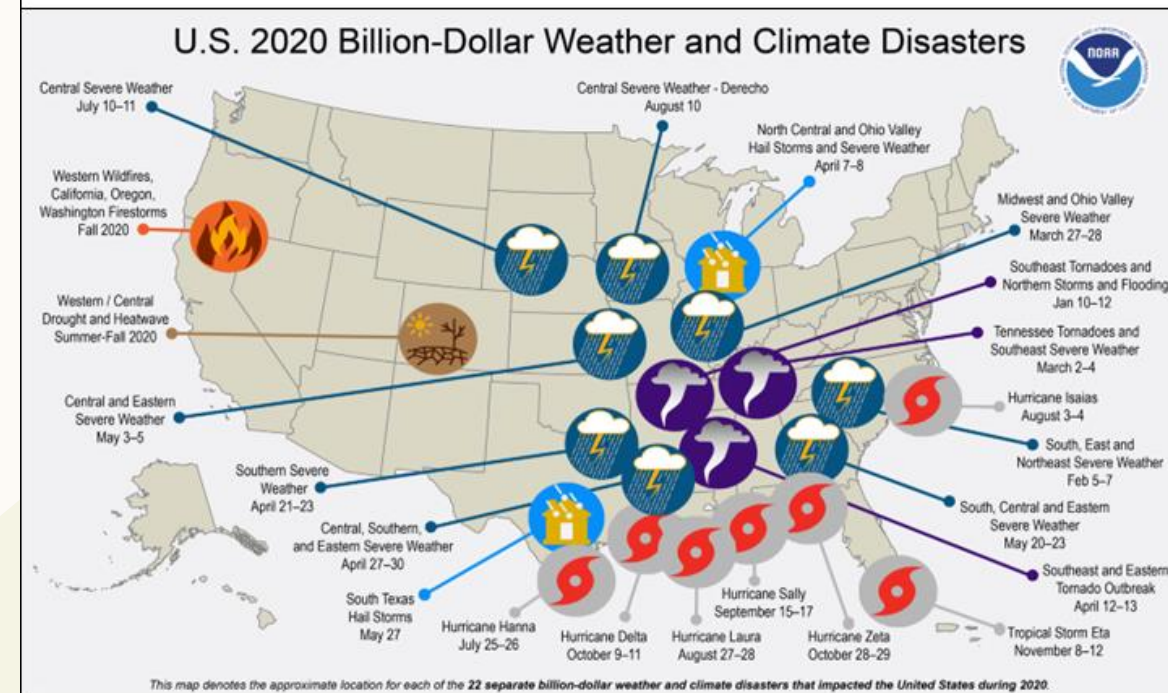 U.S. 2020 Billion-Dollar Weather and Climate Disasters
NOAA
Central Severe Weather
July 10–11
Central Severe Weather - Derecho
August 10
North Central and Ohio Valley
Hail Storms and Severe Weather
April 7–8
Western Wildfires,
California, Oregon,
Washington Firestorms
Fall 2020
Midwest and Ohio Valley
Severe Weather
March 27–28
Southeast Tornadoes and
Northern Storms and Flooding
Jan 10–12
Western / Central
Drought and Heatwave
Summer-Fall 2020
Tennessee Tornadoes and
Southeast Severe Weather
March 2–4
Hurricane Isaias
August 3–4
Central and Eastern
Severe Weather
May 3–5
South, East and
Northeast Severe Weather
Feb 5–7
Southern Severe
Weather
April 21–23
South, Central and Eastern
Severe Weather
May 20–23
Central, Southern,
and Eastern Severe Weather
April 27–30
Southeast and Eastern
Tornado Outbreak
April 12–13
South Texas
Hail Storms
May 27
Hurricane Hanna
July 25–26
Hurricane Delta
October 9–11
Hurricane Laura
August 27–28
Hurricane Sally
September 15–17
Hurricane Zeta
October 28–29
Tropical Storm Eta
November 8–12
This map denotes the approximate location for each of the 22 separate billion-dollar weather and climate disasters that impacted the United States during 2020.